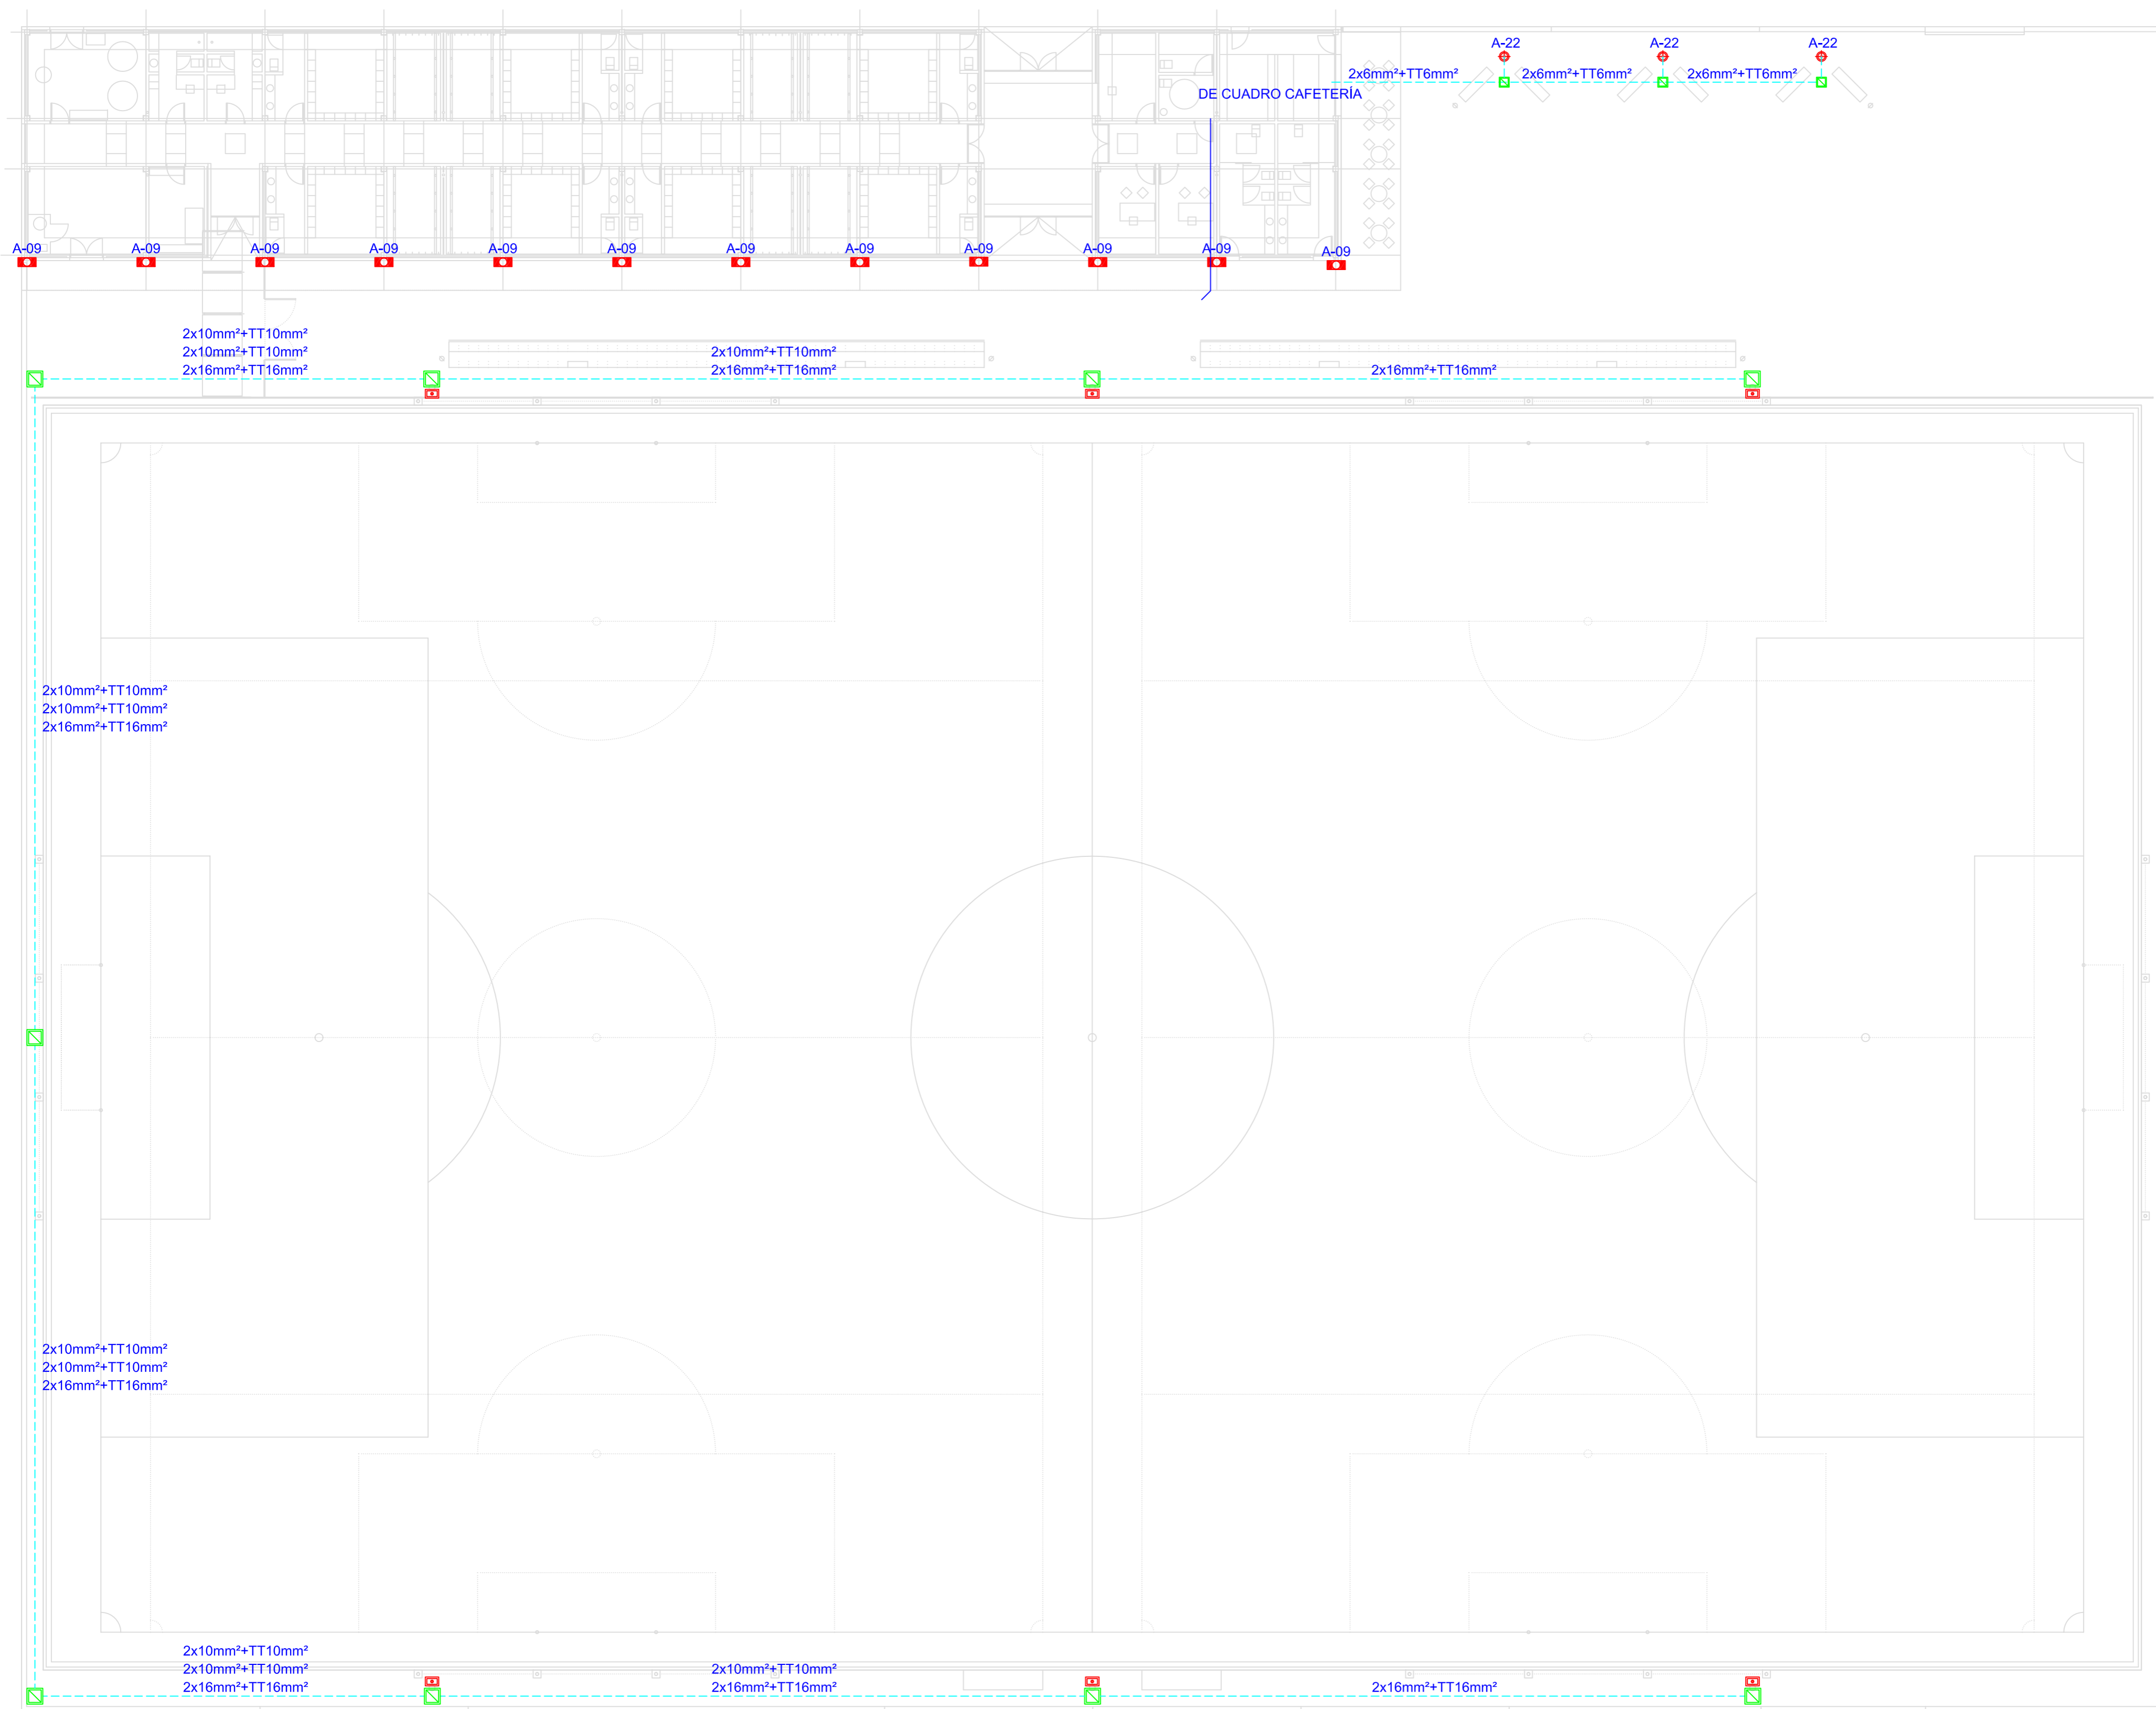 A-22 A-22 A-22
2x6mm²+TT6mm² 2x6mm²+TT6mm² 2x6mm²+TT6mm²
DE CUADRO CAFETERÍA
A-09 A-09 A-09 A-09 A-09 A-09 A-09 A-09 A-09 A-09 A-09 A-09
2x10mm²+TT10mm²
2x10mm²+TT10mm² 2x10mm²+TT10mm²
2x16mm²+TT16mm² 2x16mm²+TT16mm² 2x16mm²+TT16mm²
2x10mm²+TT10mm²
2x10mm²+TT10mm²
2x16mm²+TT16mm²
2x10mm²+TT10mm²
2x10mm²+TT10mm²
2x16mm²+TT16mm²
2x10mm²+TT10mm²
2x10mm²+TT10mm² 2x10mm²+TT10mm²
2x16mm²+TT16mm² 2x16mm²+TT16mm² 2x16mm²+TT16mm²